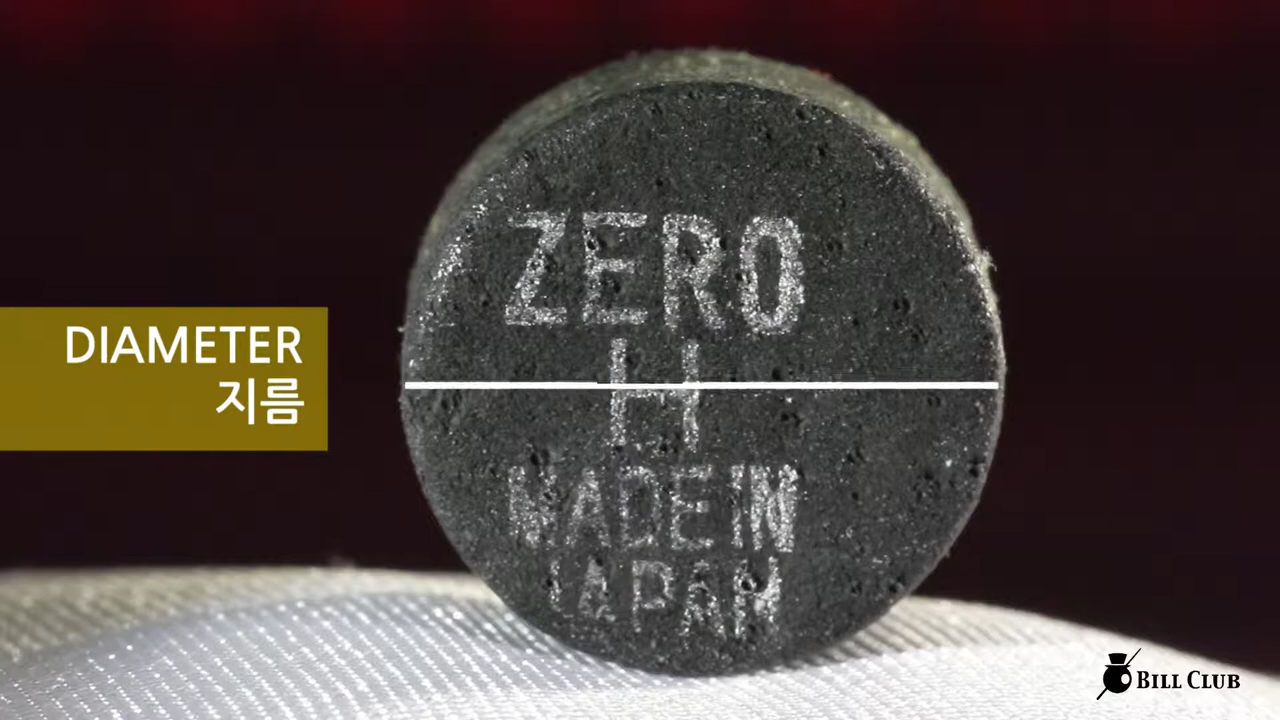 DIAMETER
지름
ZERO
H
MADE IN
JAPAN
BILL CLUB